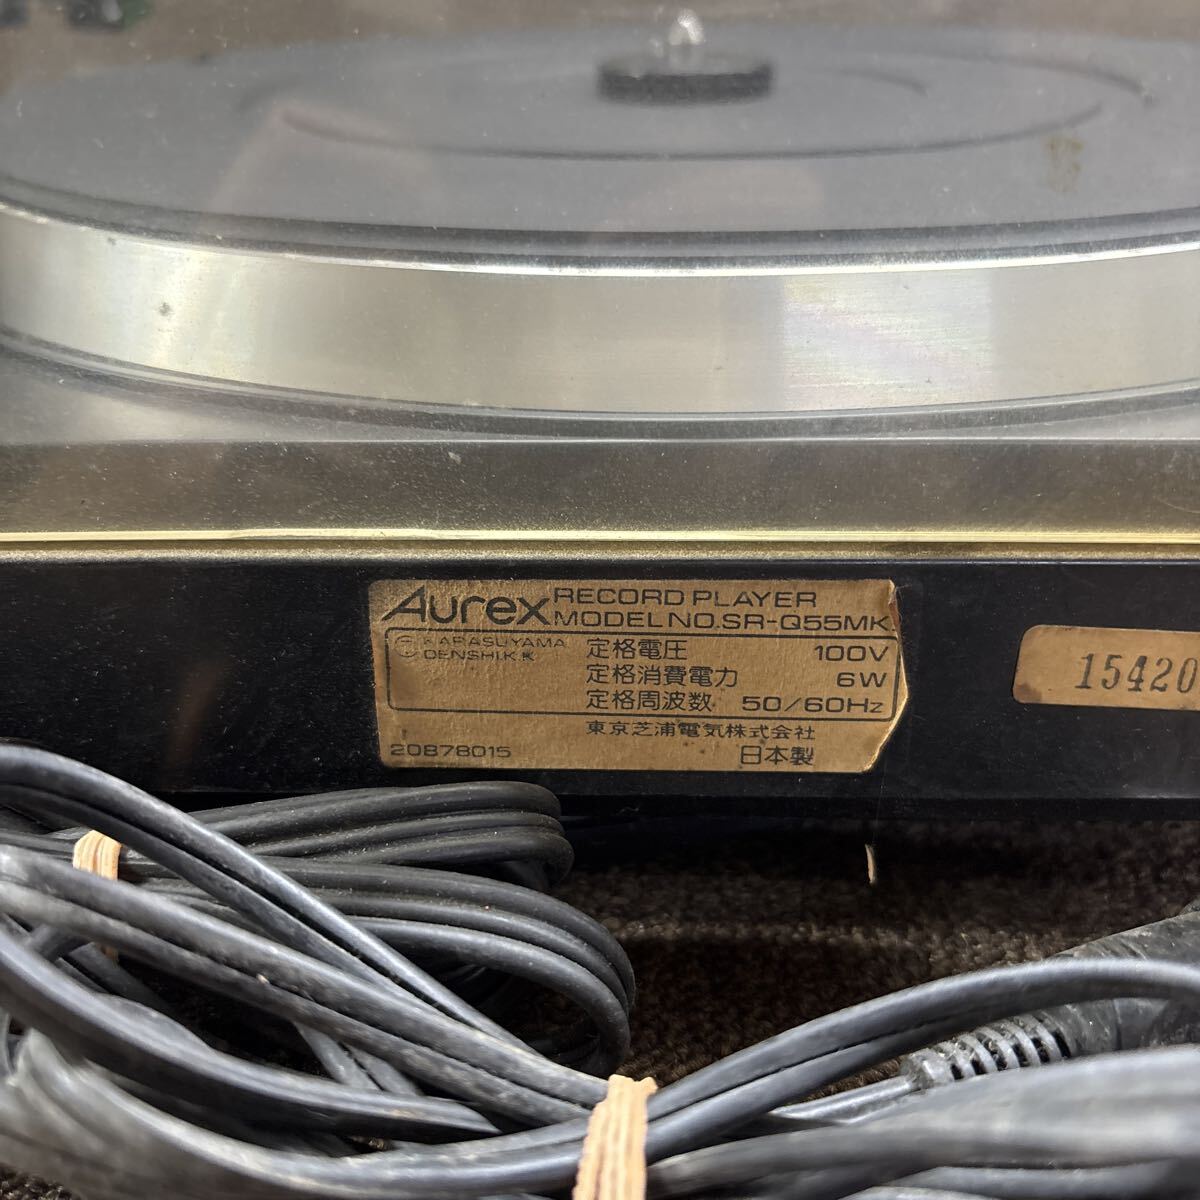 Aurex RECORD PLAYER
MODEL NO. SR-Q55MK
KARASUYAMA
DENSHI.K.K
定格電圧 100V
定格消費電力 6W
定格周波数 50/60Hz
東京芝浦電気株式会社
20878015 日本製
15420